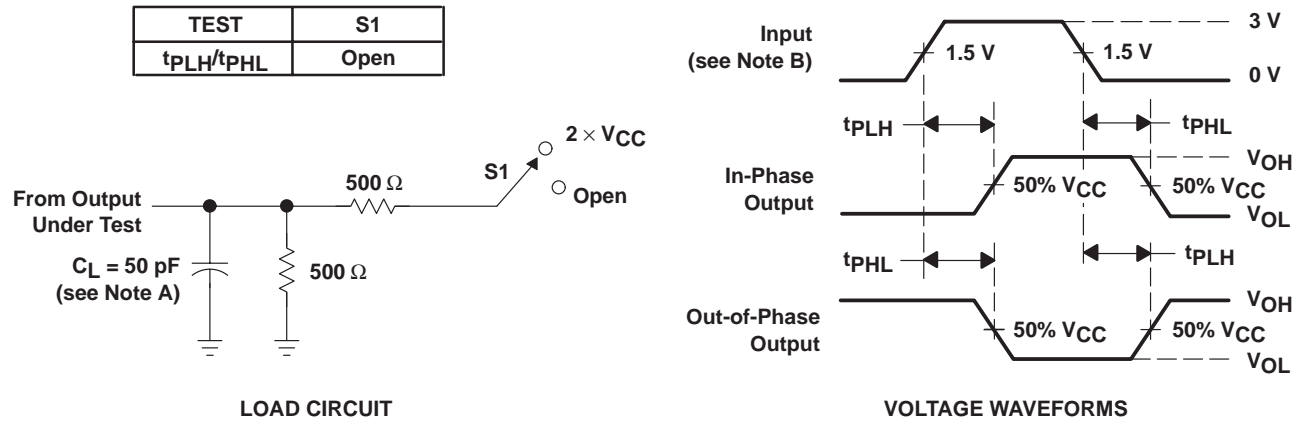 TEST S1
tPLH/tPHL Open
2 × VCC
S1
Open
500 Ω
From Output
Under Test
CL = 50 pF
(see Note A)
500 Ω
LOAD CIRCUIT
Input
(see Note B)
1.5 V
1.5 V
3 V
0 V
tPLH
tPHL
In-Phase
Output
50% VCC
50% VCC
VOH
VOL
tPHL
tPLH
Out-of-Phase
Output
50% VCC
50% VCC
VOH
VOL
VOLTAGE WAVEFORMS